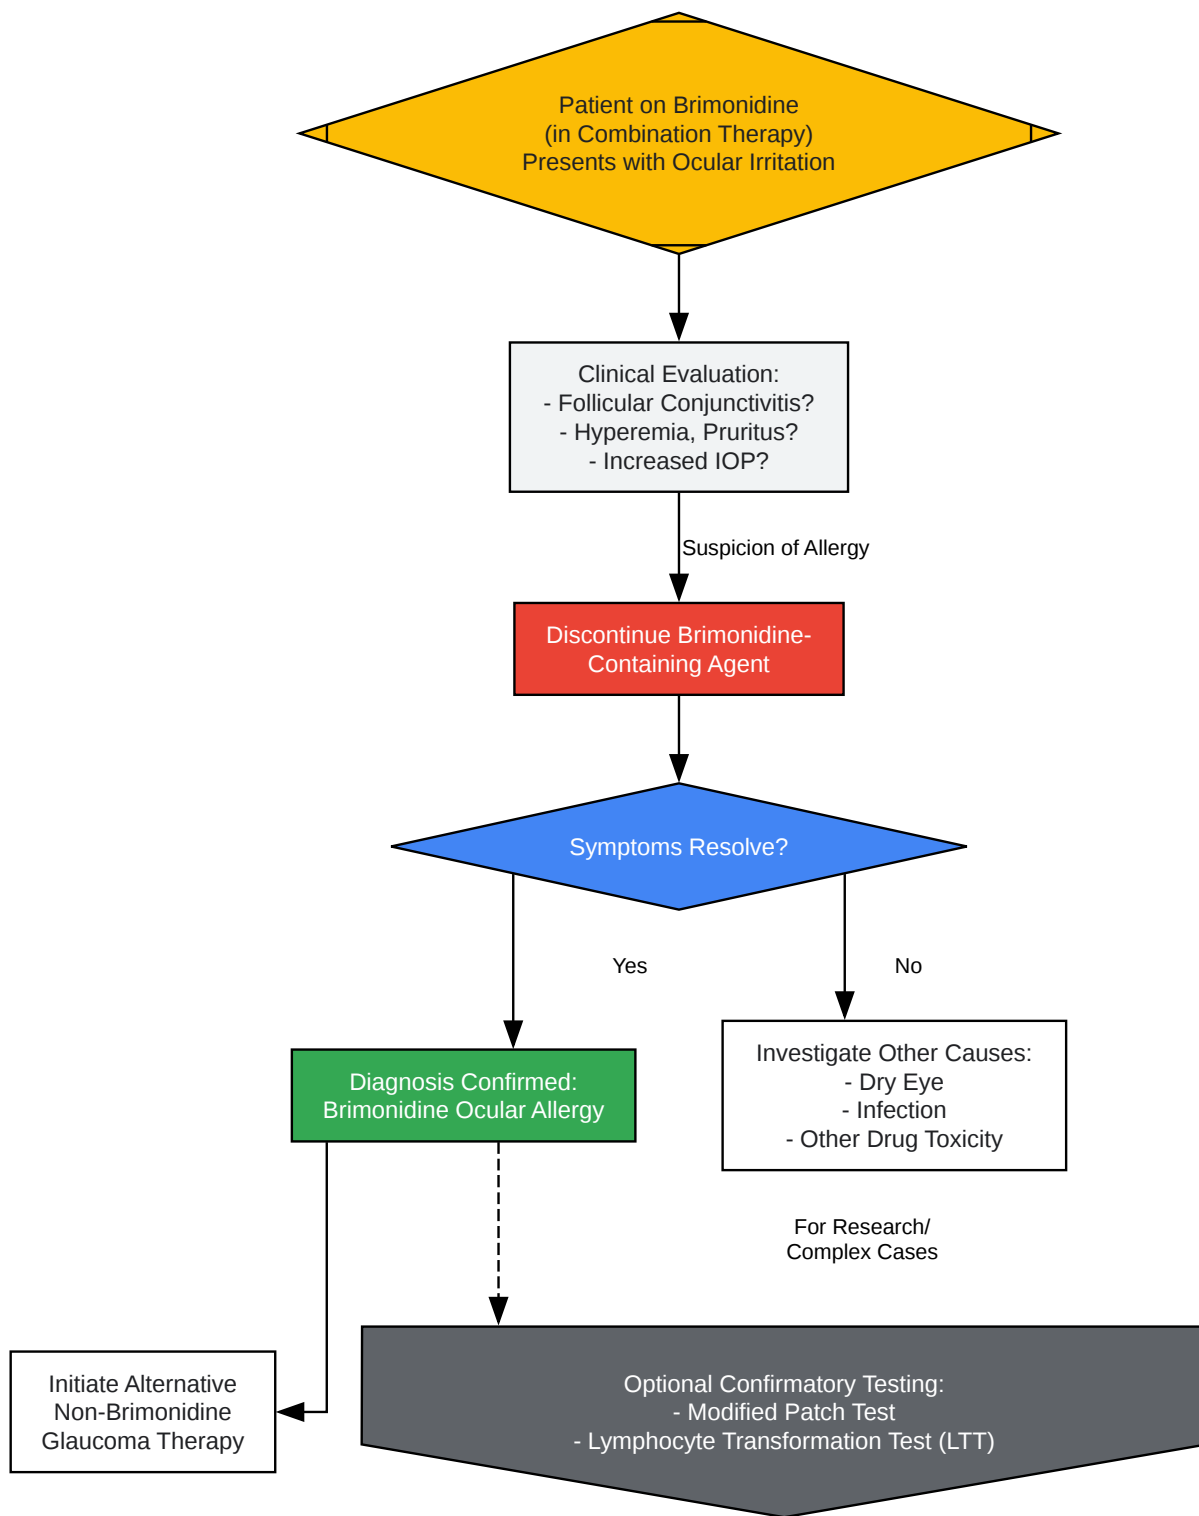 Patient on Brimonidine
(in Combination Therapy)
Presents with Ocular Irritation
Clinical Evaluation:
- Follicular Conjunctivitis?
- Hyperemia, Pruritus?
- Increased IOP?
Suspicion of Allergy
Discontinue Brimonidine-
Containing Agent
Symptoms Resolve?
Yes
No
Diagnosis Confirmed:
Brimonidine Ocular Allergy
Investigate Other Causes:
- Dry Eye
- Infection
- Other Drug Toxicity
For Research/
Complex Cases
Initiate Alternative
Non-Brimonidine
Glaucoma Therapy
Optional Confirmatory Testing:
- Modified Patch Test
- Lymphocyte Transformation Test (LTT)